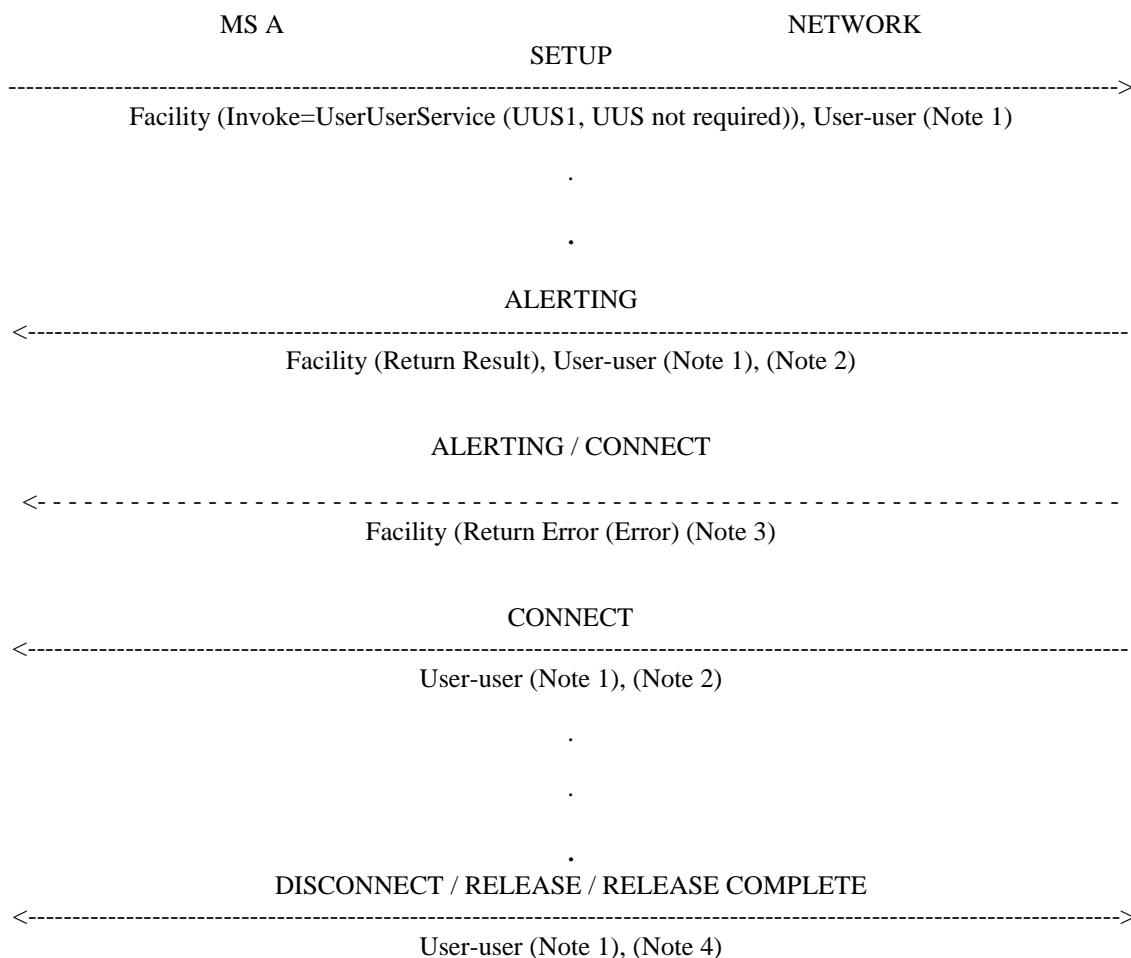 MS A NETWORK
SETUP
------------------------------------------------------------------------------------------------------------------------------>
Facility (Invoke=UserUserService (UUS1, UUS not required)), User-user (Note 1)
.
.
ALERTING
<-----------------------------------------------------------------------------------------------------------------------------
Facility (Return Result), User-user (Note 1), (Note 2)
ALERTING / CONNECT
<- - - - - - - - - - - - - - - - - - - - - - - - - - - - - - - - - - - - - - - - - - - - - - - - - - - - - - - - - - - - - - - - - - - - - -
Facility (Return Error (Error) (Note 3)
CONNECT
<-----------------------------------------------------------------------------------------------------------------------------
User-user (Note 1), (Note 2)
.
.
.
DISCONNECT / RELEASE / RELEASE COMPLETE
<---------------------------------------------------------------------------------------------------------------------------->
User-user (Note 1), (Note 4)